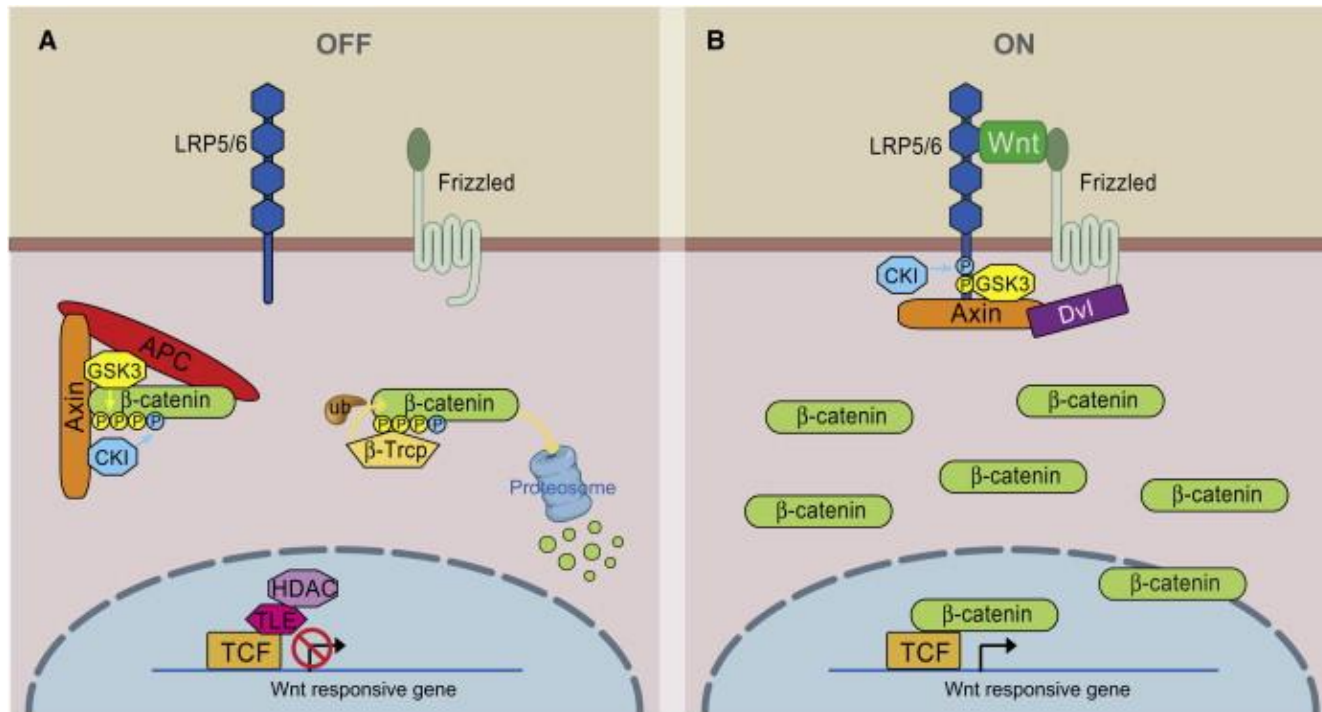 A
OFF
LRP5/6
Frizzled
APC
Axin
GSK3
β-catenin
P P P P
CKI
ub
β-catenin
P P P P
β-Trcp
Proteosome
HDAC
TLE
TCF
Wnt responsive gene
B
ON
LRP5/6
Wnt
Frizzled
CKI
P
P
GSK3
Axin
Dvl
β-catenin
β-catenin
β-catenin
β-catenin
β-catenin
β-catenin
β-catenin
TCF
Wnt responsive gene